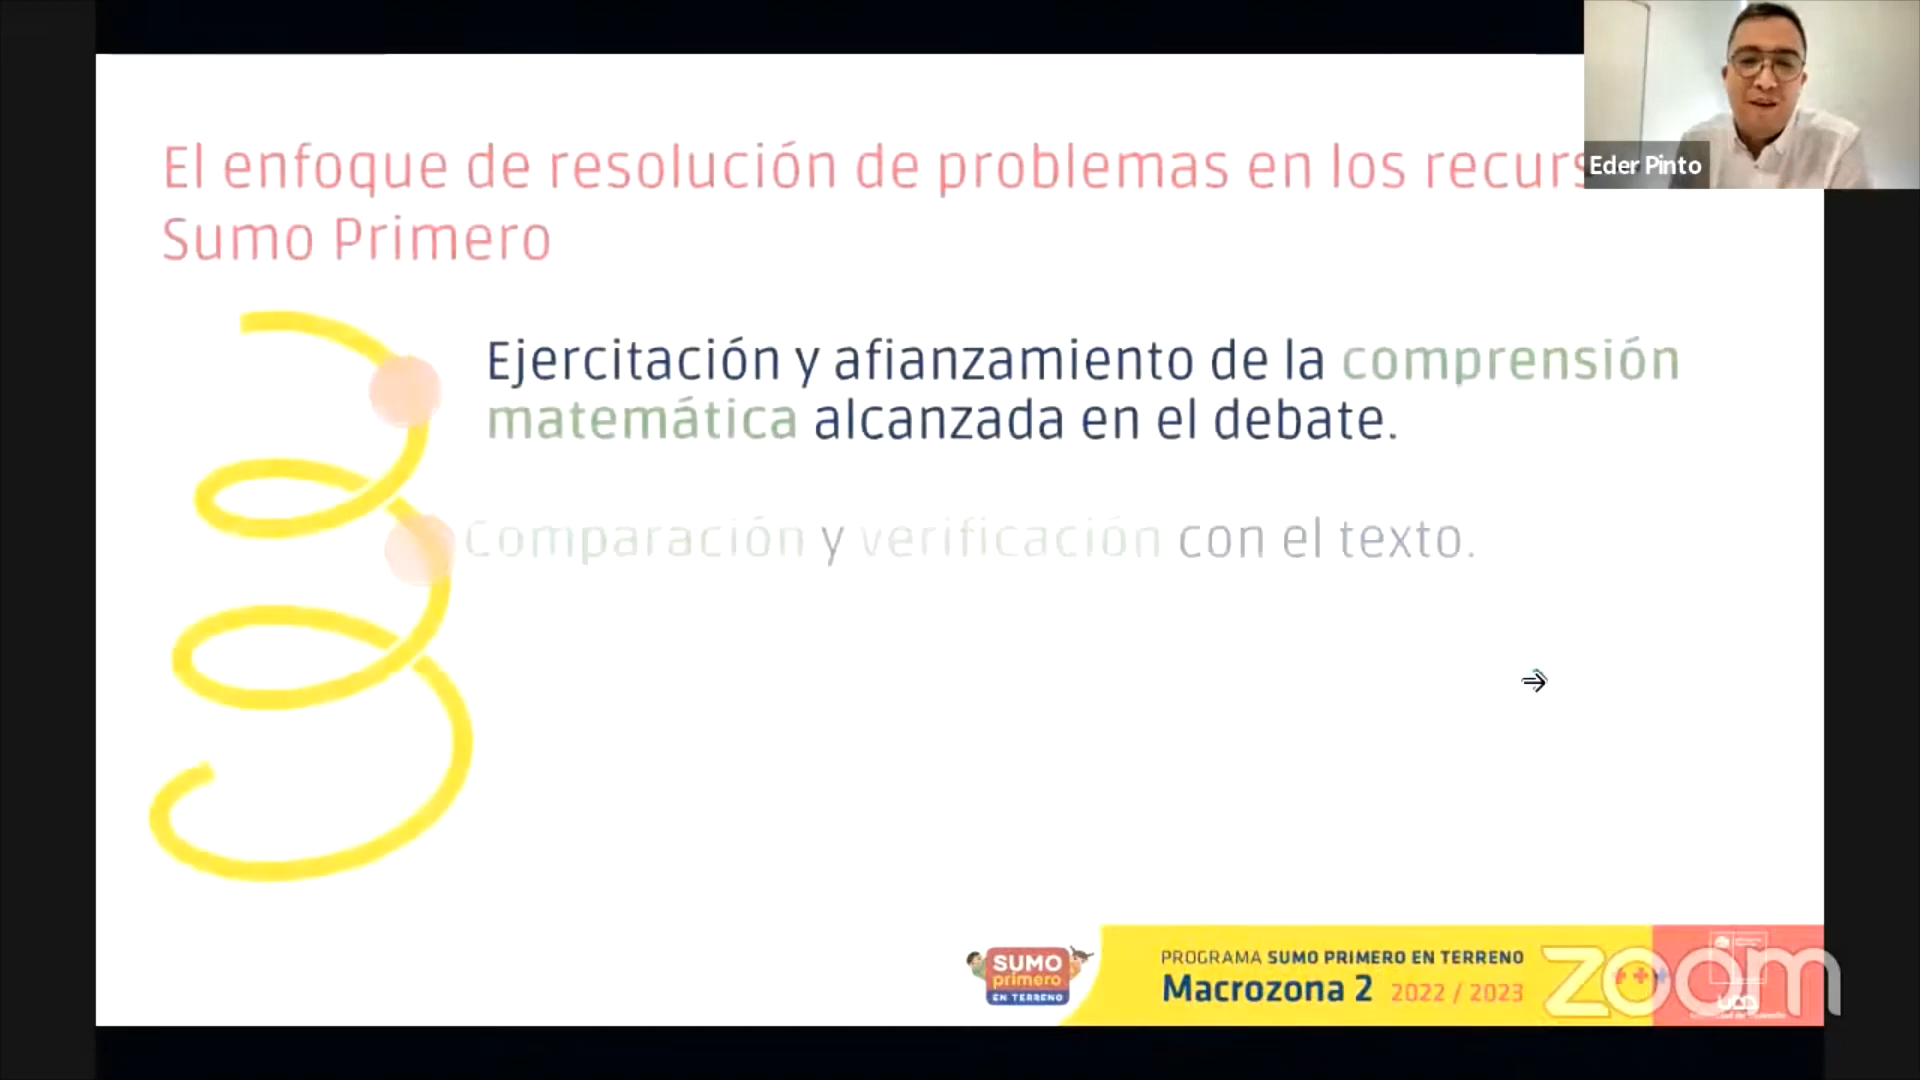 El enfoque de resolución de problemas en los recurs
Sumo Primero
Eder Pinto
Ejercitación y afianzamiento de la comprensión
matemática alcanzada en el debate.
Comparación y verificación con el texto.
SUMO
primero
EN TERRENO
PROGRAMA SUMO PRIMERO EN TERRENO
Macrozona 2 2022 / 2023
zoom